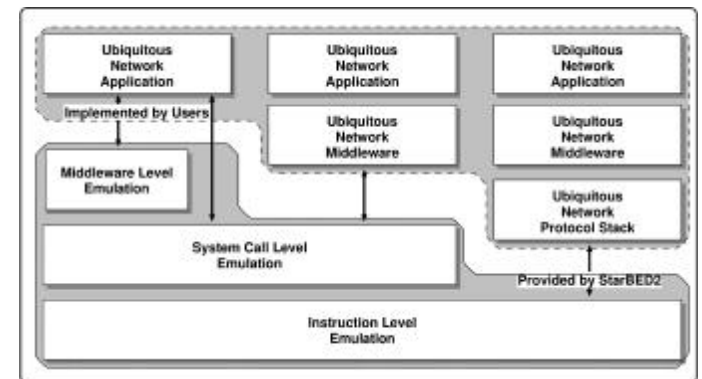 Ubiquitous
Network
Application
Ubiquitous
Network
Application
Ubiquitous
Network
Application
Implemented by Users
Ubiquitous
Network
Middleware
Ubiquitous
Network
Middleware
Middleware Level
Emulation
Ubiquitous
Network
Protocol Stack
System Call Level
Emulation
Provided by StarBED2
Instruction Level
Emulation